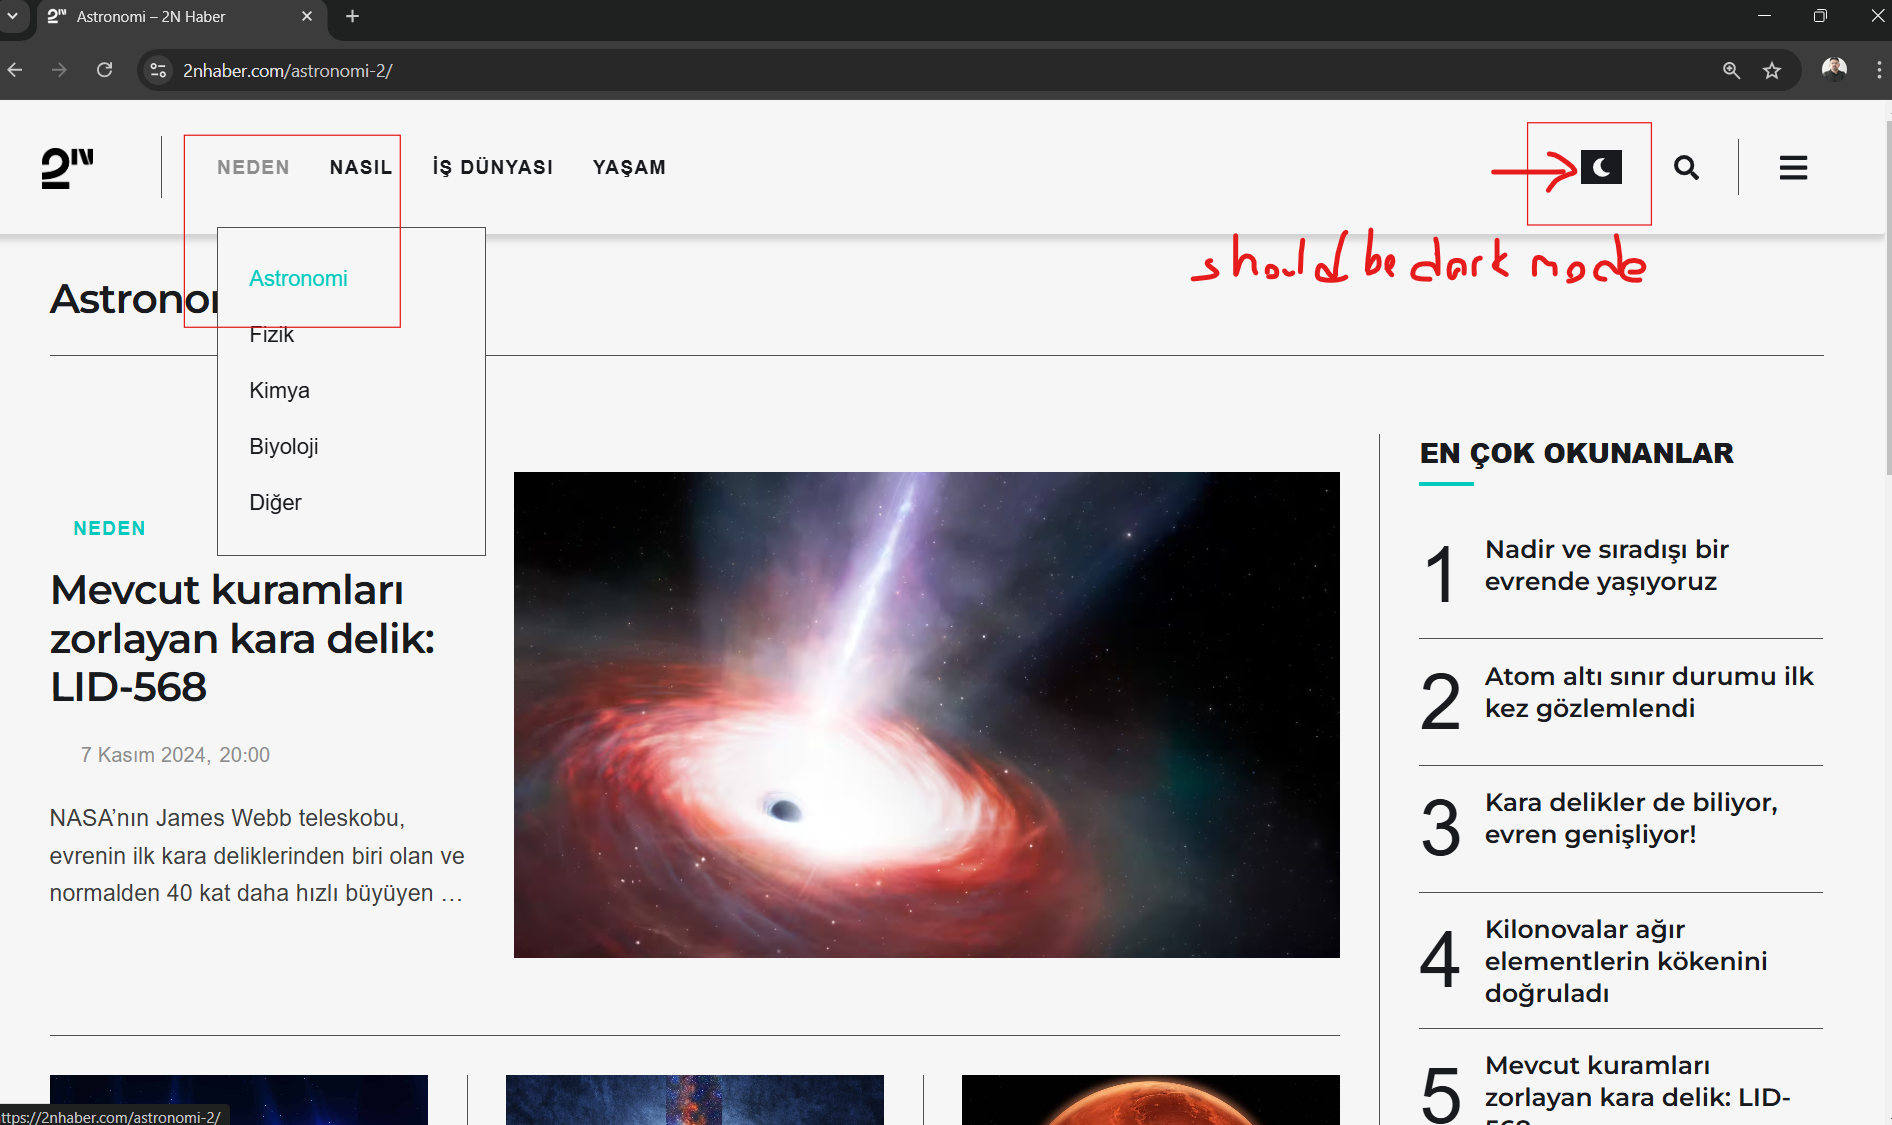 2N Astronomi – 2N Haber
2nhaber.com/astronomi-2/
2N
NEDEN NASIL İŞ DÜNYASI YAŞAM
should be dark mode
Astronomi
Fizik
Kimya
Biyoloji
Diğer
NEDEN
Mevcut kuramları
zorlayan kara delik:
LID-568
7 Kasım 2024, 20:00
NASA’nın James Webb teleskobu,
evrenin ilk kara deliklerinden biri olan ve
normalden 40 kat daha hızlı büyüyen …
EN ÇOK OKUNANLAR
1 Nadir ve sıradışı bir
evrende yaşıyoruz
2 Atom altı sınır durumu ilk
kez gözlemlendi
3 Kara delikler de biliyor,
evren genişliyor!
4 Kilonovalar ağır
elementlerin kökenini
doğruladı
5 Mevcut kuramları
zorlayan kara delik: LID-
ttps://2nhaber.com/astronomi-2/